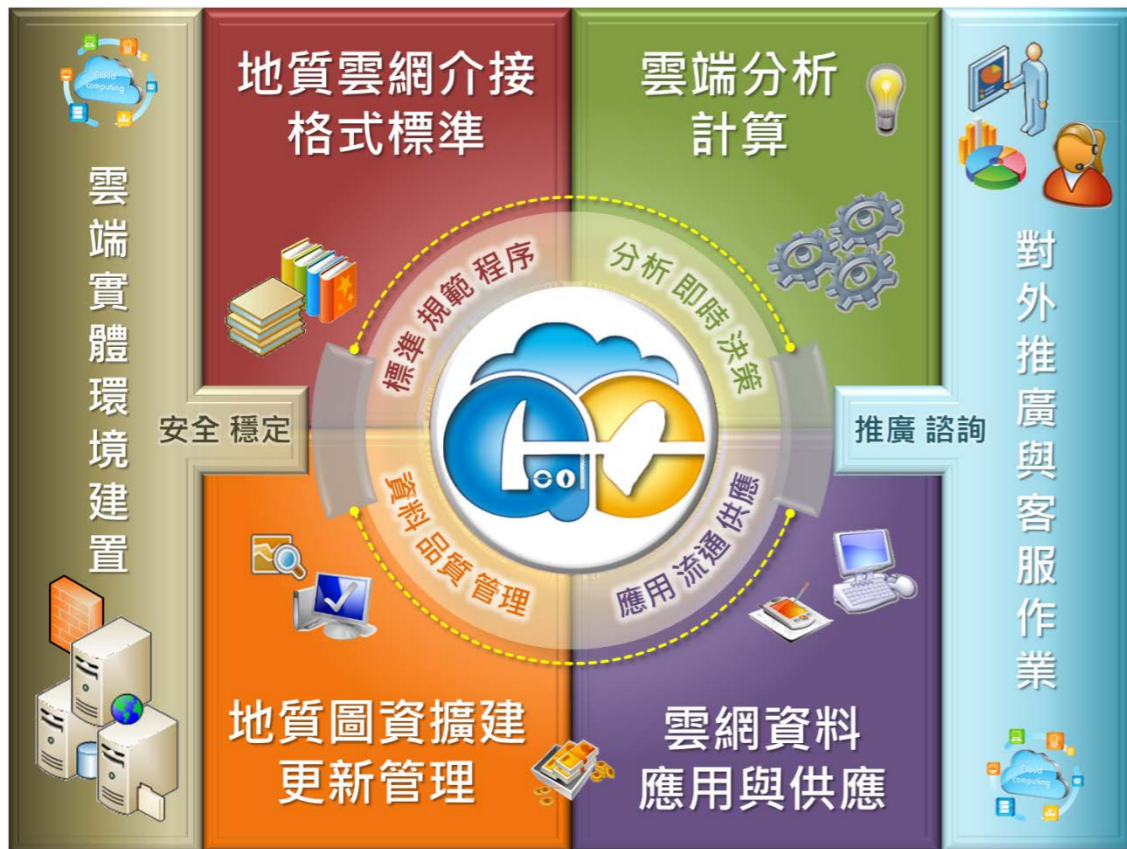 Cloud
computing
雲端實體環境建置
安全 穩定
地質雲網介接
格式標準
標準 規範 程序
雲端分析
計算
分析 即時 決策
地質圖資擴建
更新管理
資料 品質 管理
雲網資料
應用與供應
應用 流通 供應
推廣 諮詢
對外推廣與客服作業
Cloud
computing